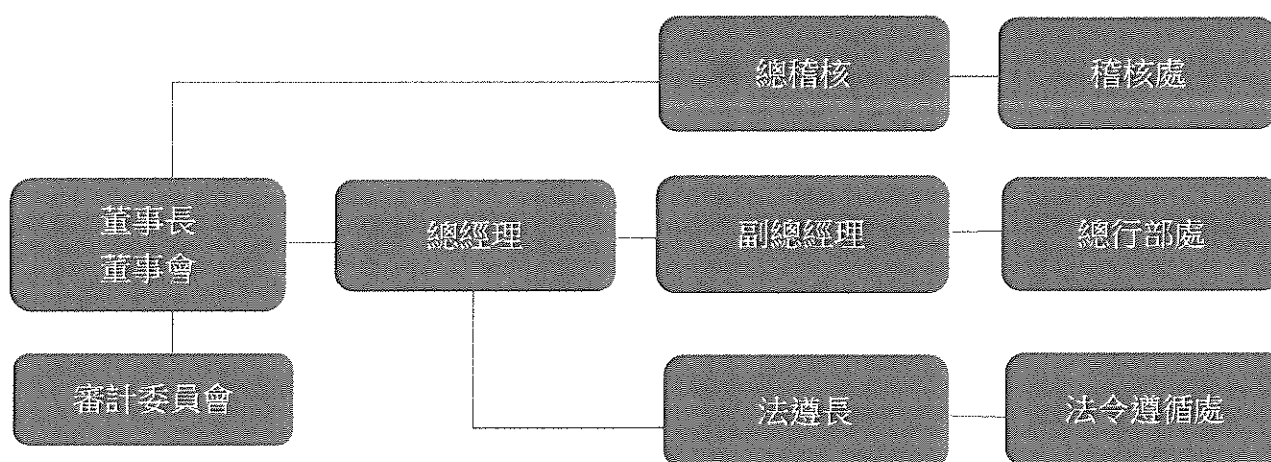 總稽核
稽核處
董事長
董事會
總經理
副總經理
總行部處
審計委員會
法遵長
法令遵循處